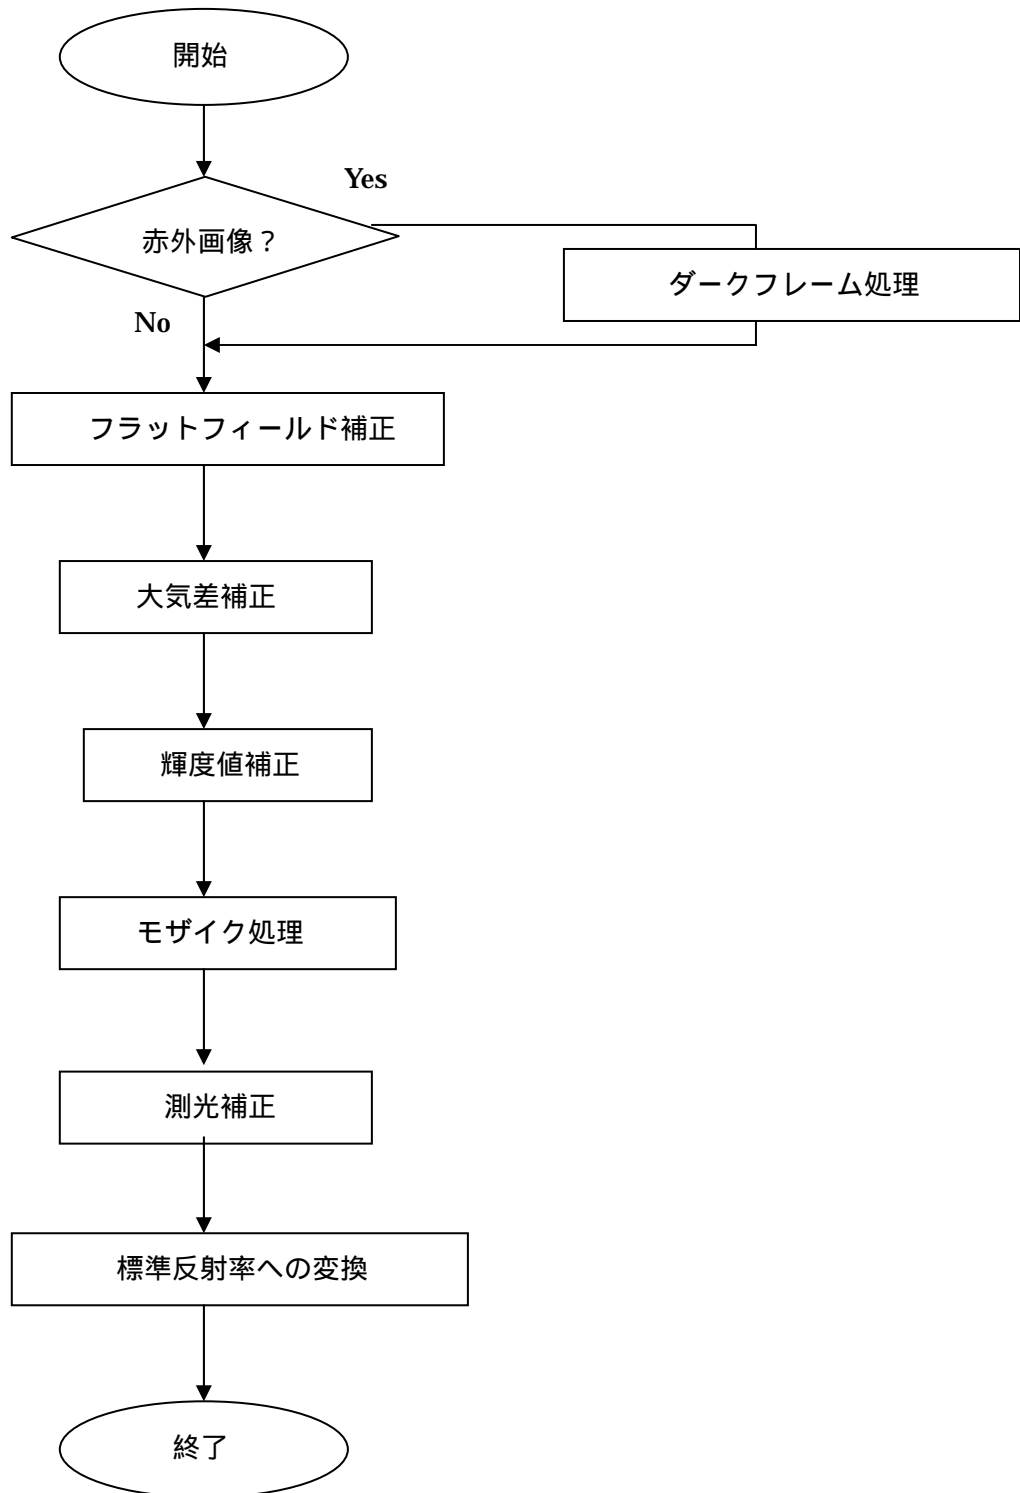 開始
Yes
赤外画像？
ダークフレーム処理
No
フラットフィールド補正
大気差補正
輝度値補正
モザイク処理
測光補正
標準反射率への変換
終了